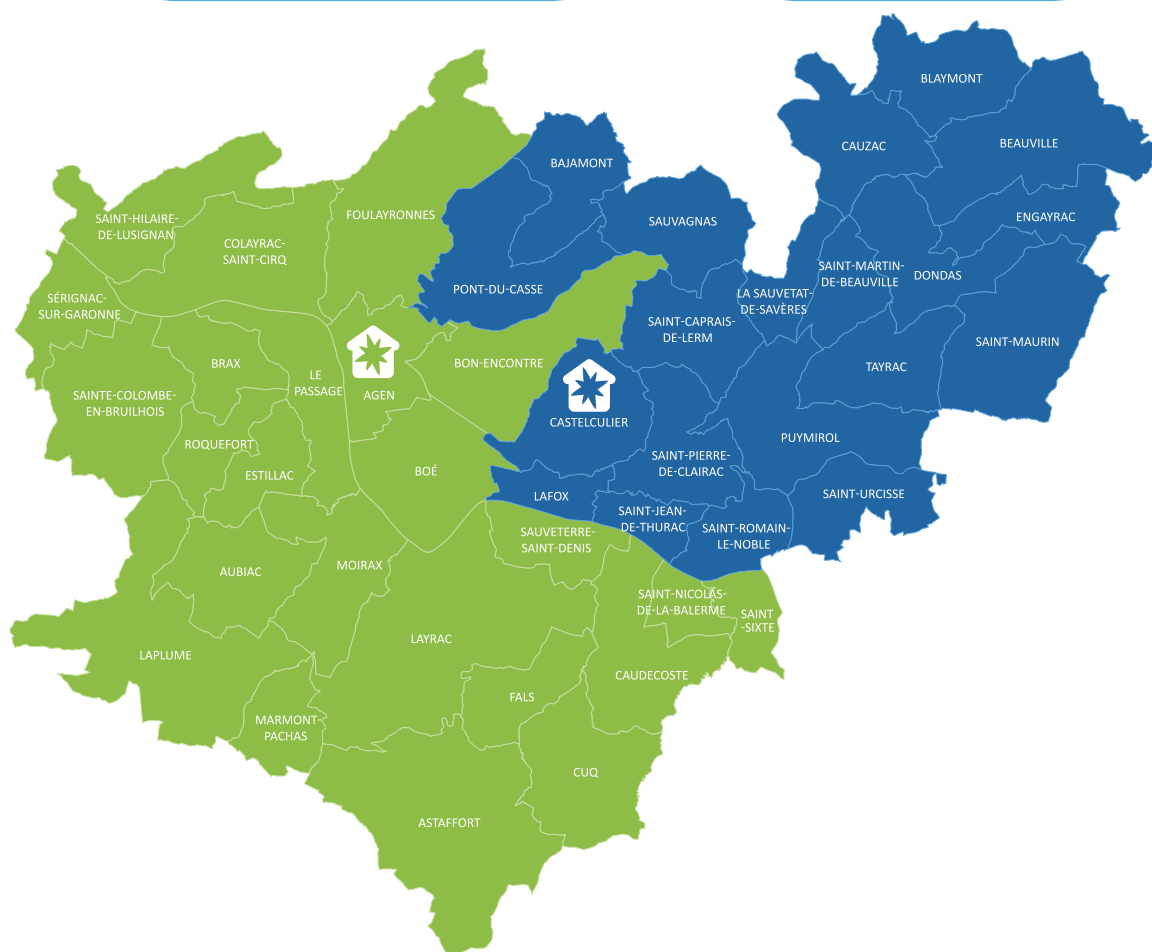 BLAYMONT
BEAUVILLE
CAUZAC
BAJAMONT
SAINT-HILAIRE-
DE-LUSIGNAN
FOULAYRONNES
SAUVAGNAS
ENGAYRAC
COLAYRAC-
SAINT-CIRQ
SAINT-MARTIN-
DE-BEAUVILLE
DONDAS
PONT-DU-CASSE
SÉRIGNAC-
SUR-GARONNE
LA SAUVETAT-
DE-SAVÈRES
SAINT-CAPRAIS-
DE-LERM
SAINT-MAURIN
BRAX
LE
PASSAGE
BON-ENCONTRE
TAYRAC
AGEN
SAINTE-COLOMBE-
EN-BRUILHOIS
CASTELCULIER
PUYMIROL
ROQUEFORT
ESTILLAC
BOÉ
SAINT-PIERRE-
DE-CLAIRAC
LAFOX
SAINT-URCISSE
SAINT-JEAN-
DE-THURAC
SAINT-ROMAIN-
LE-NOBLE
SAUVETERRE-
SAINT-DENIS
AUBIAC
MOIRAX
SAINT-NICOLAS-
DE-LA-BALERME
SAINT
-SIXTE
LAYRAC
LAPLUME
CAUDECOSTE
FALS
MARMONT-
PACHAS
CUQ
ASTAFFORT